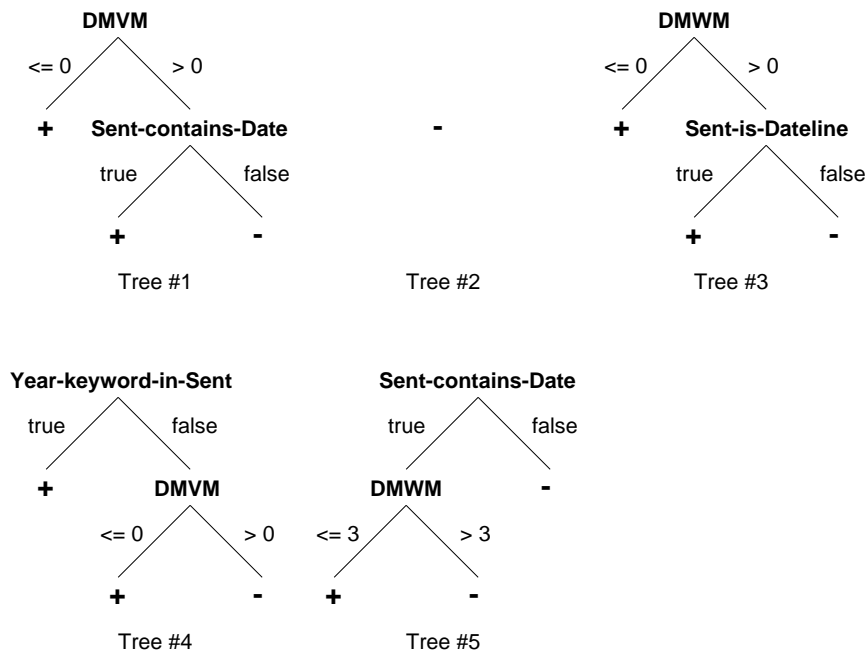 DMVM DMWM
<= 0 > 0 <= 0 > 0
+ Sent-contains-Date - + Sent-is-Dateline
true false true false
+ - + -
Tree #1 Tree #2 Tree #3
Year-keyword-in-Sent Sent-contains-Date
true false true false
+ DMVM DMWM -
<= 0 > 0 <= 3 > 3
+ - + -
Tree #4 Tree #5